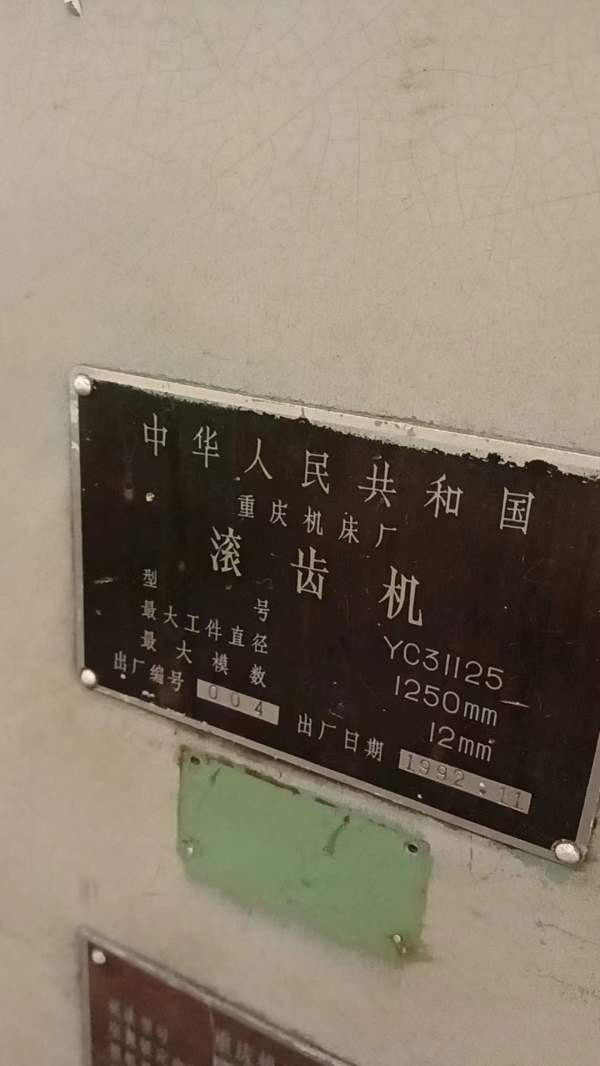 中华人民共和国
重庆机床厂
滚齿机
型号 YC31125
最大工件直径 1250mm
最大模数 12mm
出厂编号 004 出厂日期 1992.11